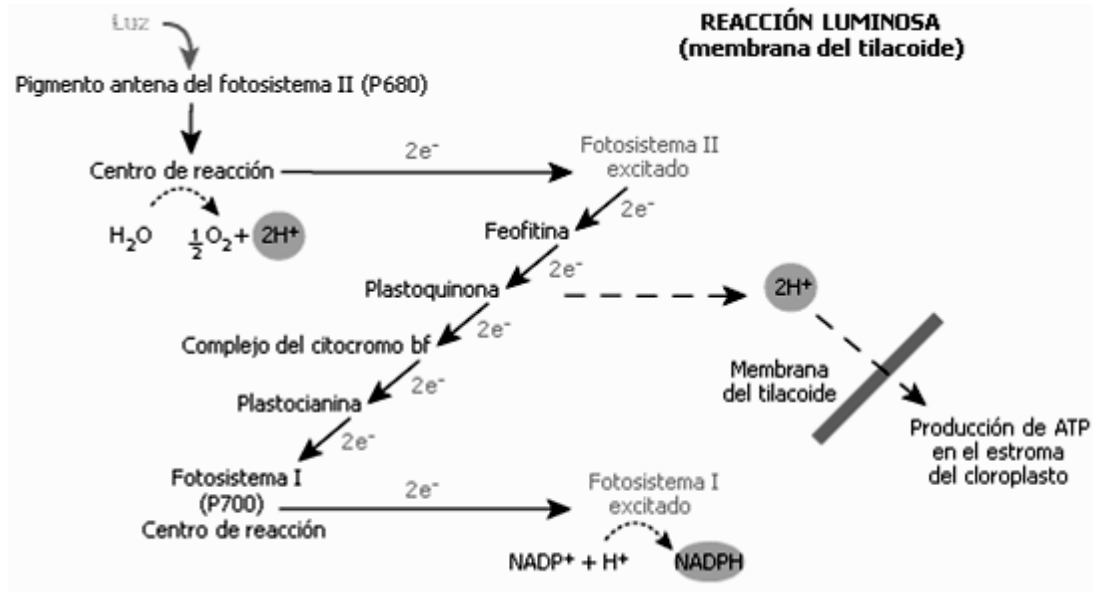 Luz
REACCIÓN LUMINOSA
(membrana del tilacoide)
Pigmento antena del fotosistema II (P680)
Centro de reacción
2e⁻
Fotosistema II
excitado
H₂O ½O₂ + 2H⁺
2e⁻
Feofitina
2e⁻
Plastoquinona
2H⁺
2e⁻
Complejo del citocromo bf
2e⁻
Membrana
del tilacoide
Plastocianina
2e⁻
Producción de ATP
en el estroma
del cloroplasto
Fotosistema I
(P700)
Centro de reacción
2e⁻
Fotosistema I
excitado
NADP⁺ + H⁺ NADPH